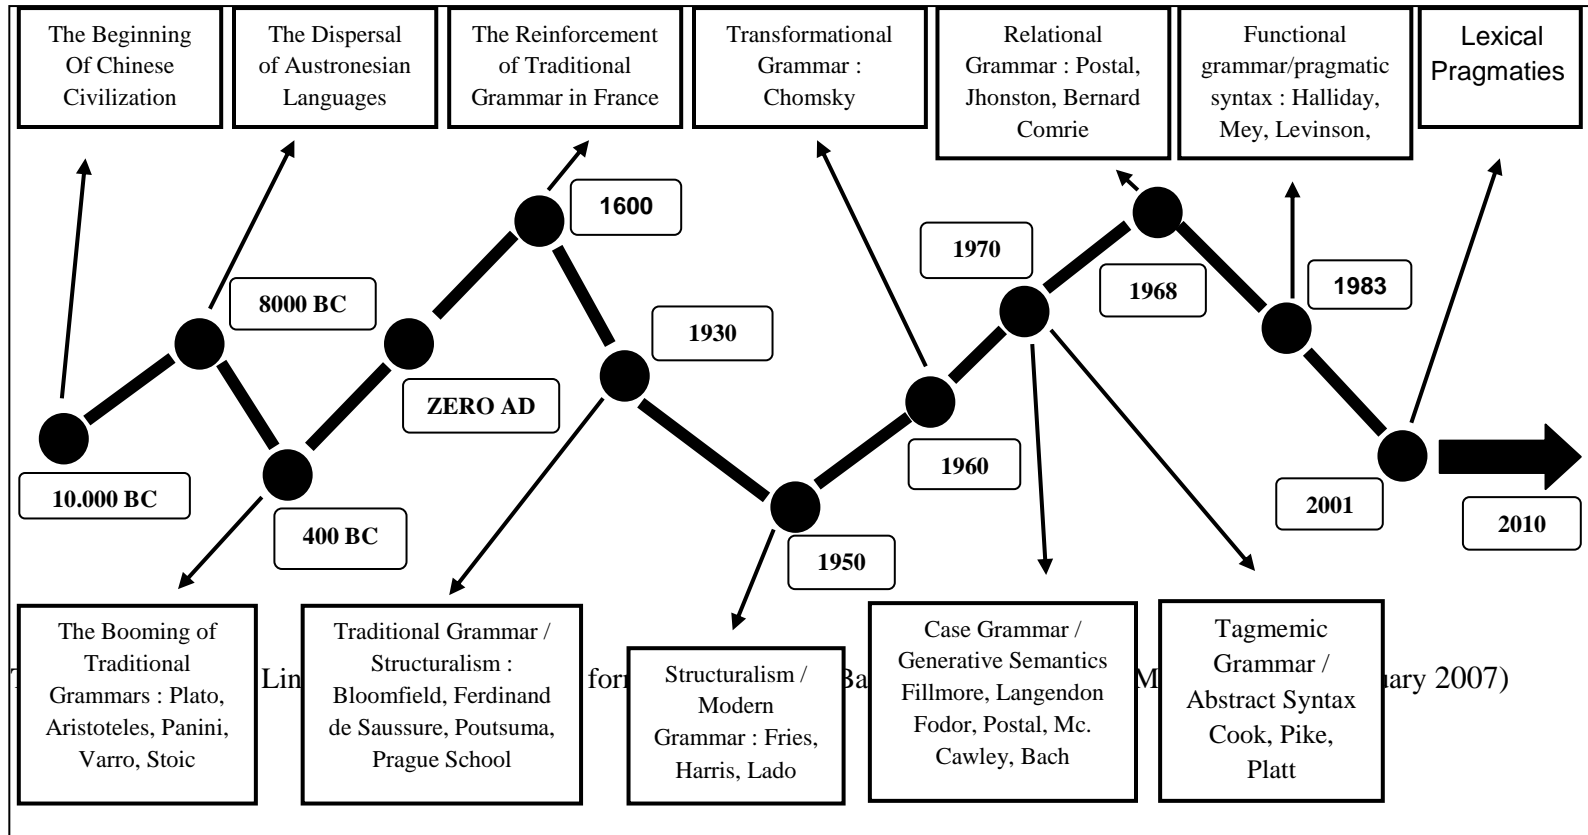 The Beginning
Of Chinese
Civilization
The Dispersal
of Austronesian
Languages
The Reinforcement
of Traditional
Grammar in France
Transformational
Grammar :
Chomsky
Relational
Grammar : Postal,
Jhonston, Bernard
Comrie
Functional
grammar/pragmatic
syntax : Halliday,
Mey, Levinson,
Lexical
Pragmaties
1600
1970
1968
1983
8000 BC
1930
ZERO AD
10.000 BC
400 BC
1960
1950
2001
2010
The Booming of
Traditional
Grammars : Plato,
Aristoteles, Panini,
Varro, Stoic
Traditional Grammar /
Structuralism :
Bloomfield, Ferdinand
de Saussure, Poutsuma,
Prague School
Structuralism /
Modern
Grammar : Fries,
Harris, Lado
Case Grammar /
Generative Semantics
Fillmore, Langendon
Fodor, Postal, Mc.
Cawley, Bach
Tagmemic
Grammar /
Abstract Syntax
Cook, Pike,
Platt
2007)